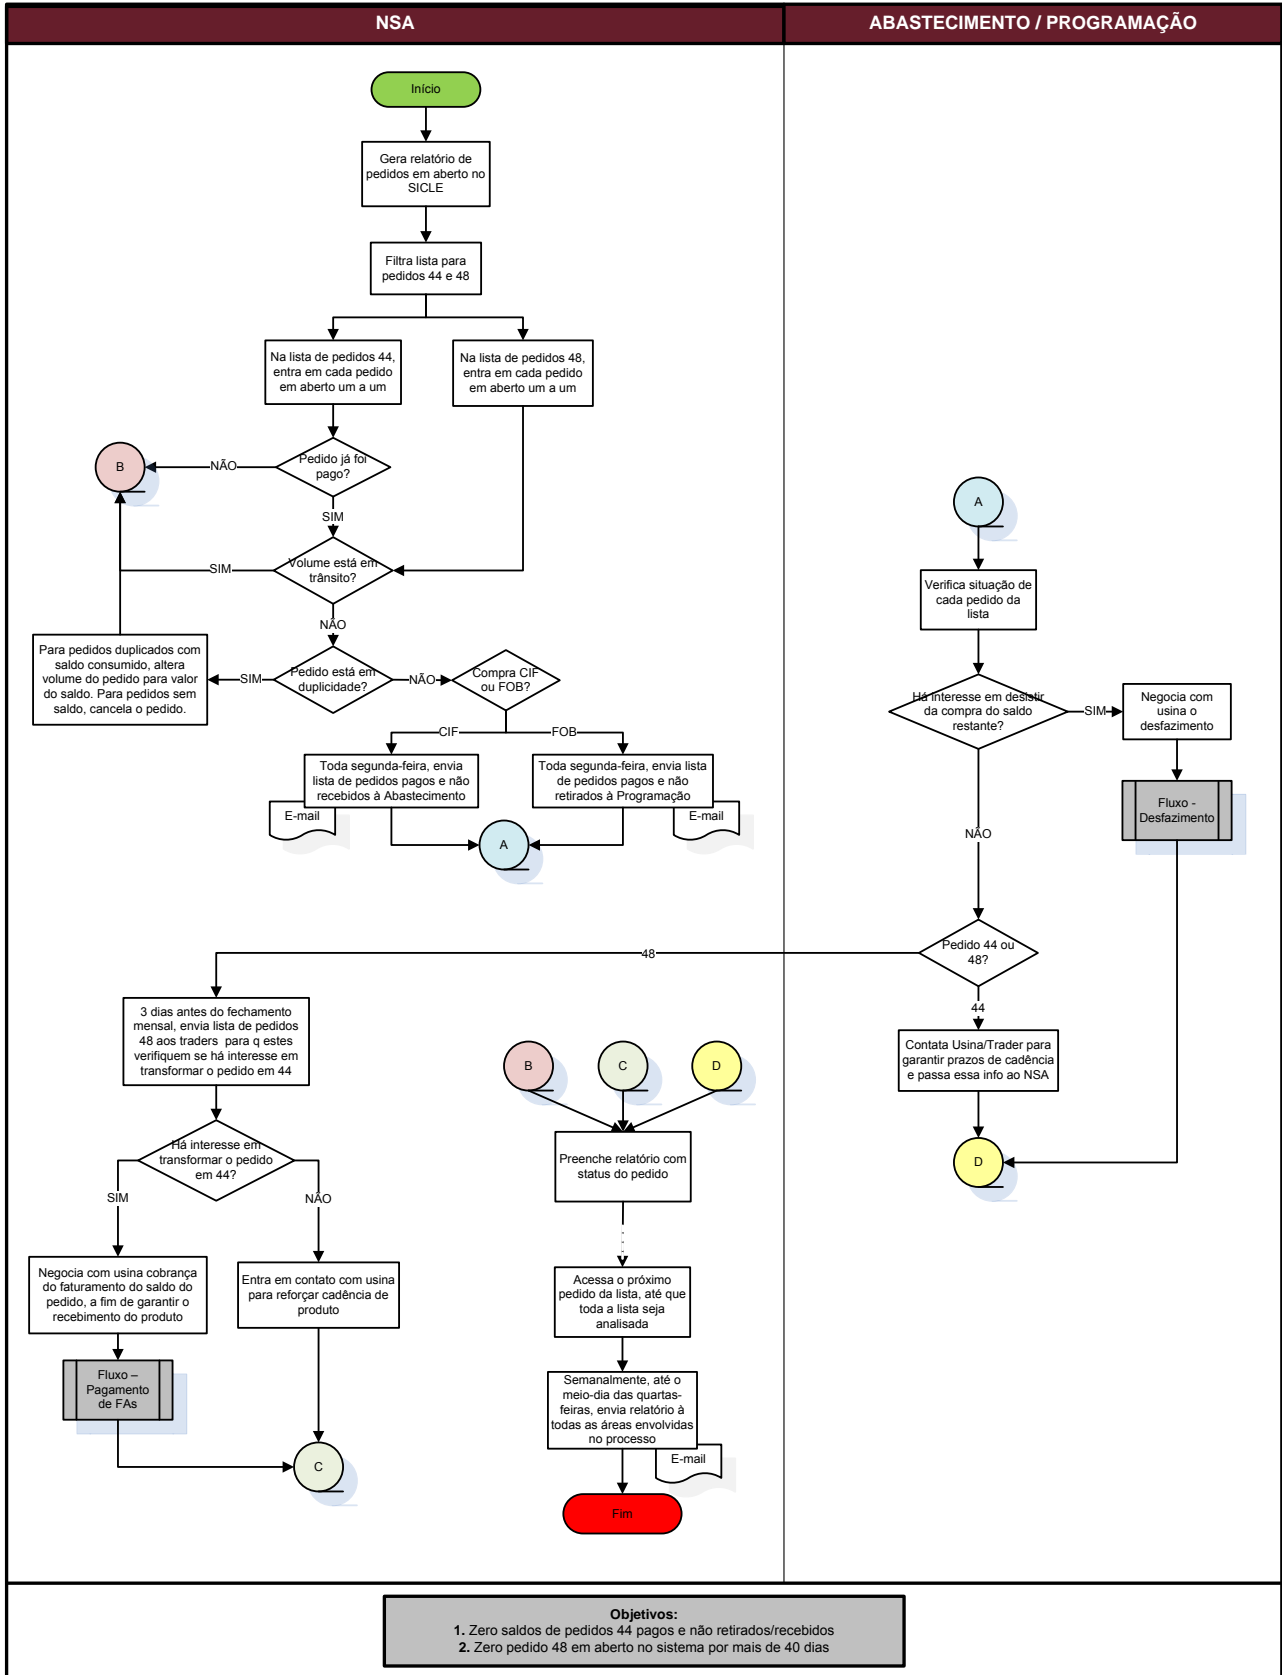 NSA
ABASTECIMENTO / PROGRAMAÇÃO
Início
Gera relatório de
pedidos em aberto no
SICLE
Filtra lista para
pedidos 44 e 48
Na lista de pedidos 44,
entra em cada pedido
em aberto um a um
Na lista de pedidos 48,
entra em cada pedido
em aberto um a um
Pedido já foi
pago?
NÃO
B
SIM
Volume está em
trânsito?
SIM
NÃO
Pedido está em
duplicidade?
SIM
Para pedidos duplicados com
saldo consumido, altera
volume do pedido para valor
do saldo. Para pedidos sem
saldo, cancela o pedido.
NÃO
Compra CIF
ou FOB?
CIF
FOB
Toda segunda-feira, envia
lista de pedidos pagos e não
recebidos à Abastecimento
E-mail
Toda segunda-feira, envia lista
de pedidos pagos e não
retirados à Programação
E-mail
A
A
Verifica situação de
cada pedido da
lista
Há interesse em desistir
da compra do saldo
restante?
SIM
Negocia com
usina o
desfazimento
Fluxo -
Desfazimento
NÃO
Pedido 44 ou
48?
48
44
Contata Usina/Trader para
garantir prazos de cadência
e passa essa info ao NSA
D
3 dias antes do fechamento
mensal, envia lista de pedidos
48 aos traders para q estes
verifiquem se há interesse em
transformar o pedido em 44
Há interesse em
transformar o pedido
em 44?
SIM
NÃO
Negocia com usina cobrança
do faturamento do saldo do
pedido, a fim de garantir o
recebimento do produto
Entra em contato com usina
para reforçar cadência de
produto
Fluxo –
Pagamento
de FAs
C
B
C
D
Preenche relatório com
status do pedido
Acessa o próximo
pedido da lista, até que
toda a lista seja
analisada
Semanalmente, até o
meio-dia das quartas-
feiras, envia relatório à
todas as áreas envolvidas
no processo
E-mail
Fim
Objetivos:
1. Zero saldos de pedidos 44 pagos e não retirados/recebidos
2. Zero pedido 48 em aberto no sistema por mais de 40 dias